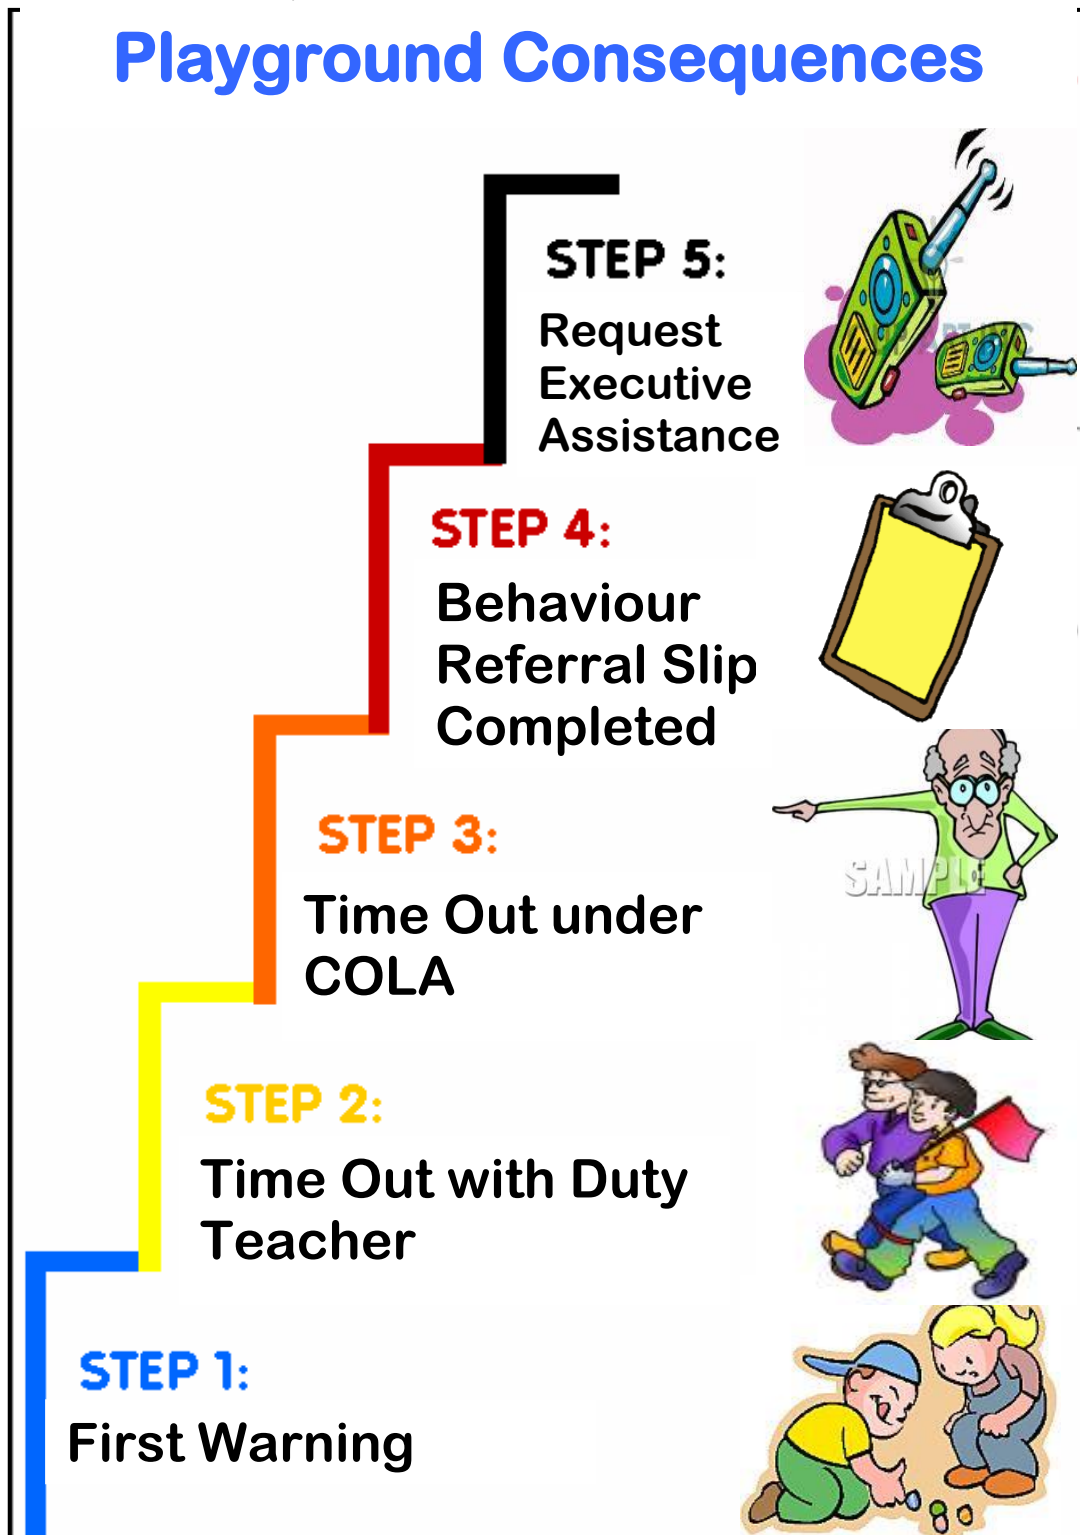 Playground Consequences
STEP 5:
Request
Executive
Assistance
STEP 4:
Behaviour
Referral Slip
Completed
SAMPLE
STEP 3:
Time Out under
COLA
STEP 2:
Time Out with Duty
Teacher
STEP 1:
First Warning